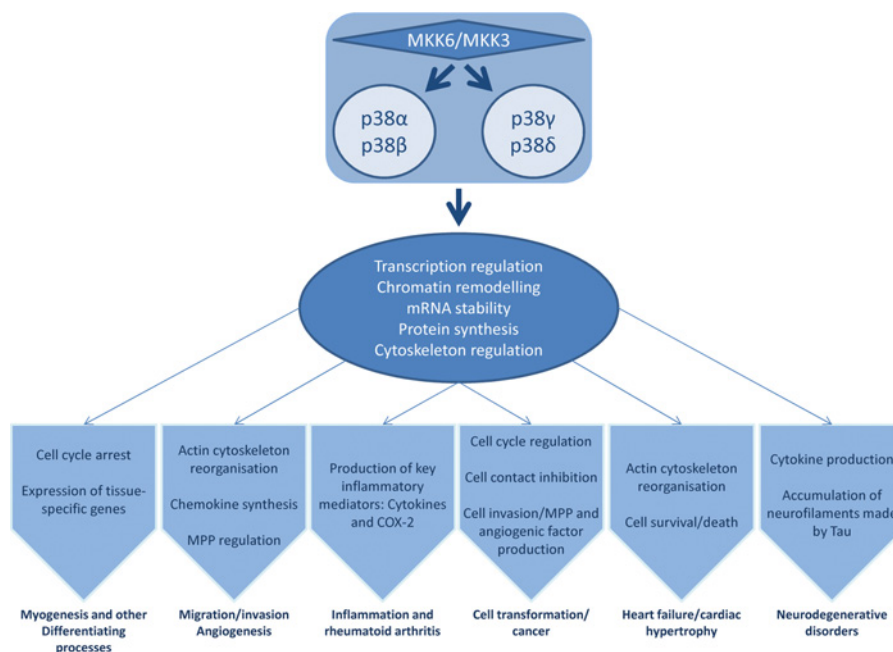 MKK6/MKK3
p38α
p38β
p38γ
p38δ
Transcription regulation
Chromatin remodelling
mRNA stability
Protein synthesis
Cytoskeleton regulation
Cell cycle arrest
Expression of tissue-
specific genes
Myogenesis and other
Differentiating
processes
Actin cytoskeleton
reorganisation
Chemokine synthesis
MPP regulation
Migration/invasion
Angiogenesis
Production of key
inflammatory
mediators: Cytokines
and COX-2
Inflammation and
rheumatoid arthritis
Cell cycle regulation
Cell contact inhibition
Cell invasion/MPP and
angiogenic factor
production
Cell transformation/
cancer
Actin cytoskeleton
reorganisation
Cell survival/death
Heart failure/cardiac
hypertrophy
Cytokine production
Accumulation of
neurofilaments made
by Tau
Neurodegenerative
disorders